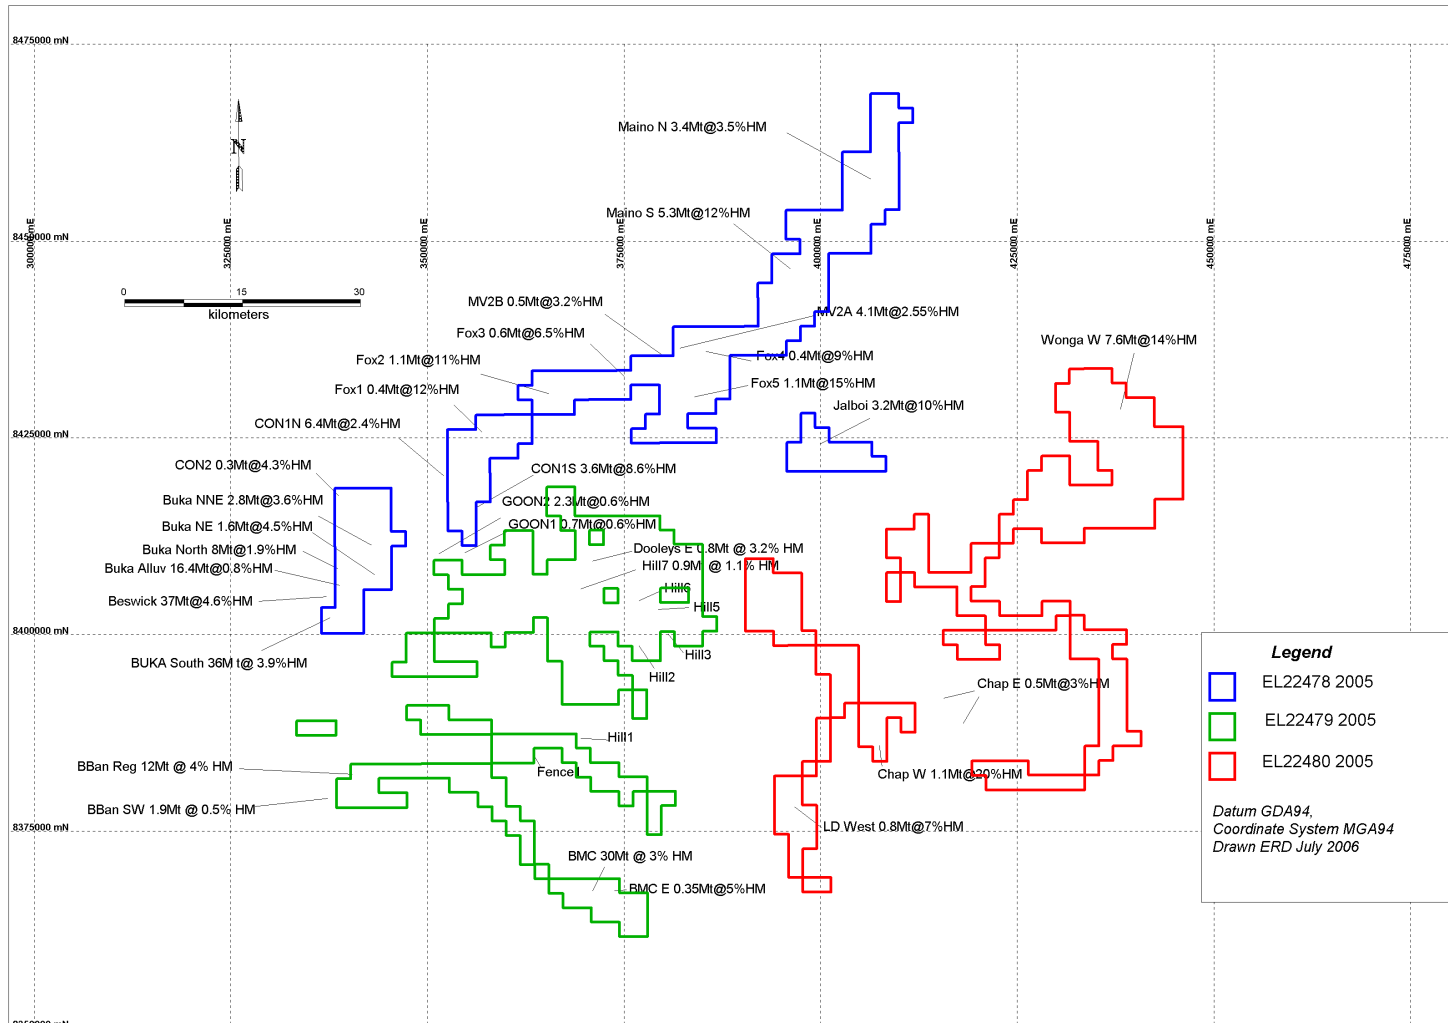 8475000 mN
Maino N 3.4Mt@3.5%HM
N
Maino S 5.3Mt@12%HM
300000 mE
325000 mE
350000 mE
375000 mE
400000 mE
425000 mE
450000 mE
475000 mE
8450000 mN
0 15 30
kilometers
MV2B 0.5Mt@3.2%HM
MV2A 4.1Mt@2.55%HM
Fox3 0.6Mt@6.5%HM
Wonga W 7.6Mt@14%HM
Fox2 1.1Mt@11%HM
Fox4 0.4Mt@9%HM
Fox1 0.4Mt@12%HM
Fox5 1.1Mt@15%HM
Jalboi 3.2Mt@10%HM
CON1N 6.4Mt@2.4%HM
8425000 mN
CON2 0.3Mt@4.3%HM
CON1S 3.6Mt@8.6%HM
Buka NNE 2.8Mt@3.6%HM
GOON2 2.3Mt@0.6%HM
Buka NE 1.6Mt@4.5%HM
GOON1 0.7Mt@0.6%HM
Buka North 8Mt@1.9%HM
Dooleys E 0.8Mt @ 3.2% HM
Buka Alluv 16.4Mt@0.8%HM
Hill7 0.9Mt @ 1.1% HM
Hill6
Beswick 37Mt@4.6%HM
Hill5
8400000 mN
BUKA South 36M t@ 3.9%HM
Hill3
Hill2
Chap E 0.5Mt@3%HM
Legend
EL22478 2005
EL22479 2005
EL22480 2005
Hill1
BBan Reg 12Mt @ 4% HM
Fence1
Chap W 1.1Mt@20%HM
BBan SW 1.9Mt @ 0.5% HM
8375000 mN
LD West 0.8Mt@7%HM
Datum GDA94,
Coordinate System MGA94
Drawn ERD July 2006
BMC 30Mt @ 3% HM
BMC E 0.35Mt@5%HM
8350000 mN